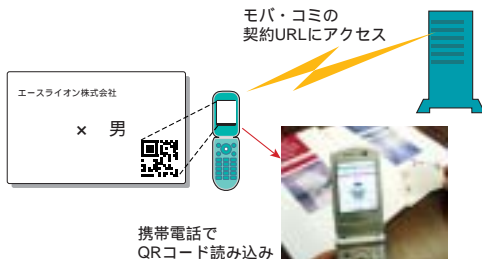 モバ・コミの
契約URLにアクセス
エースライオン株式会社
× 男
携帯電話で
QRコード読み込み